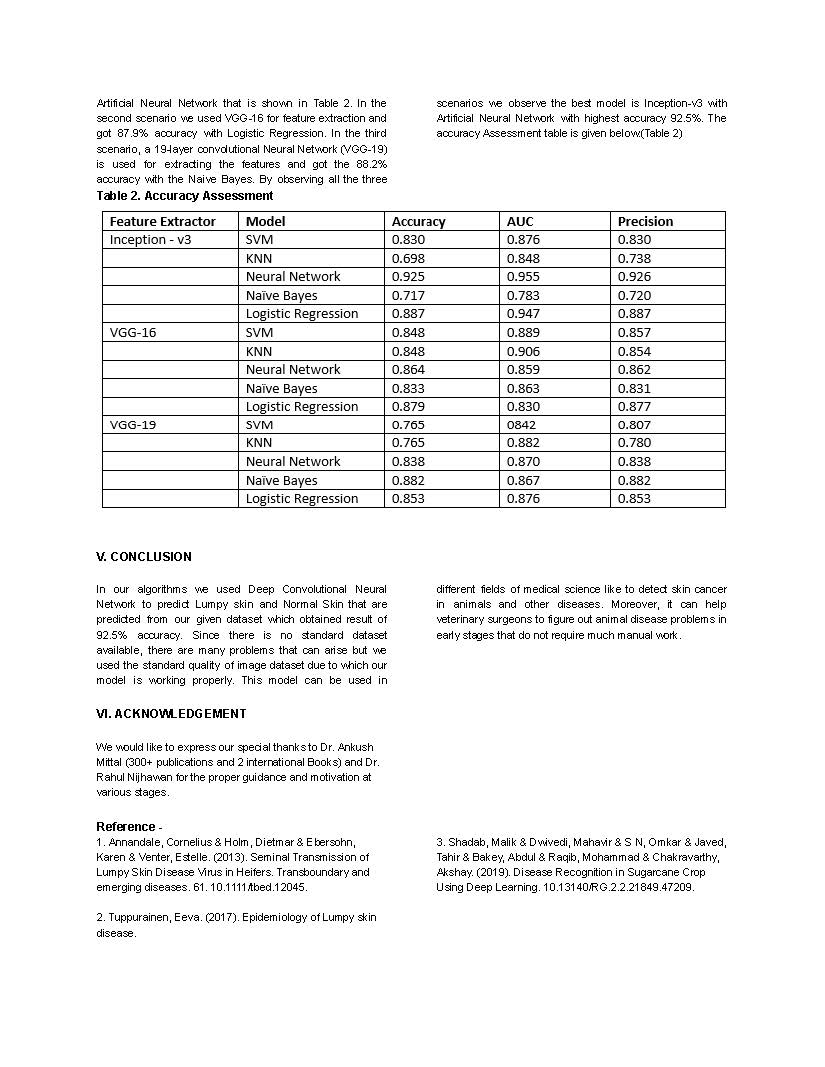 Artificial Neural Network that is shown in Table 2. In the
second scenario we used VGG-16 for feature extraction and
got 87.9% accuracy with Logistic Regression. In the third
scenario, a 19-layer convolutional Neural Network (VGG-19)
is used for extracting the features and got the 88.2%
accuracy with the Naive Bayes. By observing all the three
scenarios we observe the best model is Inception-v3 with
Artificial Neural Network with highest accuracy 92.5%. The
accuracy Assessment table is given below.(Table 2)
Table 2. Accuracy Assessment
Feature Extractor Model Accuracy AUC Precision
Inception - v3 SVM 0.830 0.876 0.830
KNN 0.698 0.848 0.738
Neural Network 0.925 0.955 0.926
Naïve Bayes 0.717 0.783 0.720
Logistic Regression 0.887 0.947 0.887
VGG-16 SVM 0.848 0.889 0.857
KNN 0.848 0.906 0.854
Neural Network 0.864 0.859 0.862
Naïve Bayes 0.833 0.863 0.831
Logistic Regression 0.879 0.830 0.877
VGG-19 SVM 0.765 0842 0.807
KNN 0.765 0.882 0.780
Neural Network 0.838 0.870 0.838
Naïve Bayes 0.882 0.867 0.882
Logistic Regression 0.853 0.876 0.853
V. CONCLUSION
In our algorithms we used Deep Convolutional Neural
Network to predict Lumpy skin and Normal Skin that are
predicted from our given dataset which obtained result of
92.5% accuracy. Since there is no standard dataset
available, there are many problems that can arise but we
used the standard quality of image dataset due to which our
model is working properly. This model can be used in
different fields of medical science like to detect skin cancer
in animals and other diseases. Moreover, it can help
veterinary surgeons to figure out animal disease problems in
early stages that do not require much manual work.
VI. ACKNOWLEDGEMENT
We would like to express our special thanks to Dr. Ankush
Mittal (300+ publications and 2 international Books) and Dr.
Rahul Nijhawan for the proper guidance and motivation at
various stages.
Reference -
1. Annandale, Cornelius & Holm, Dietmar & Ebersohn,
Karen & Venter, Estelle. (2013). Seminal Transmission of
Lumpy Skin Disease Virus in Heifers. Transboundary and
emerging diseases. 61. 10.1111/tbed.12045.
2. Tuppurainen, Eeva. (2017). Epidemiology of Lumpy skin
disease.
3. Shadab, Malik & Dwivedi, Mahavir & S N, Omkar & Javed,
Tahir & Bakey, Abdul & Raqib, Mohammad & Chakravarthy,
Akshay. (2019). Disease Recognition in Sugarcane Crop
Using Deep Learning. 10.13140/RG.2.2.21849.47209.